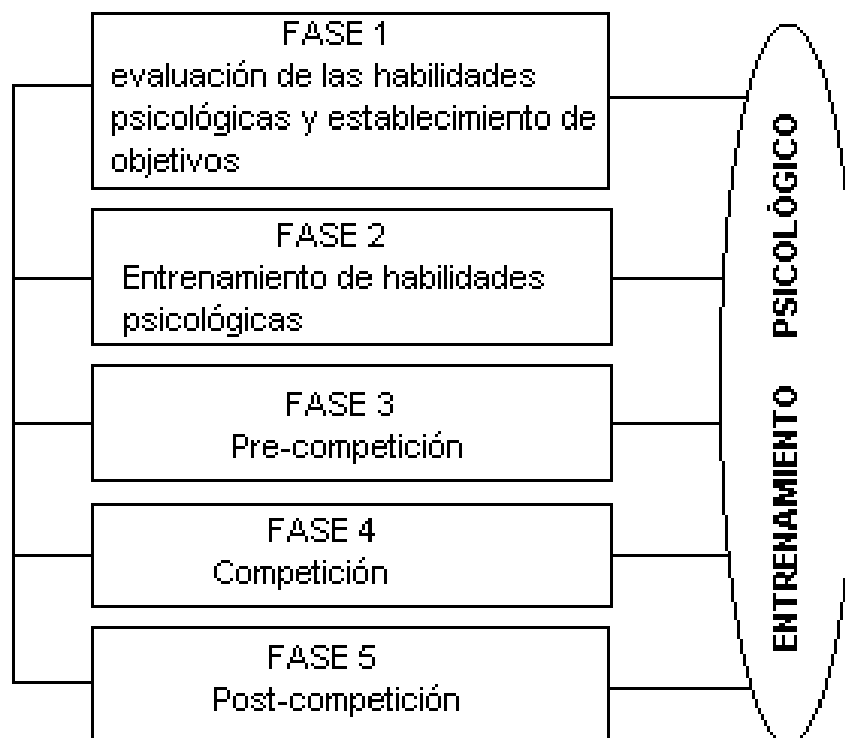 FASE 1
evaluación de las habilidades
psicológicas y establecimiento de
objetivos
FASE 2
Entrenamiento de habilidades
psicológicas
FASE 3
Pre-competición
FASE 4
Competición
FASE 5
Post-competición
ENTRENAMIENTO PSICOLÓGICO